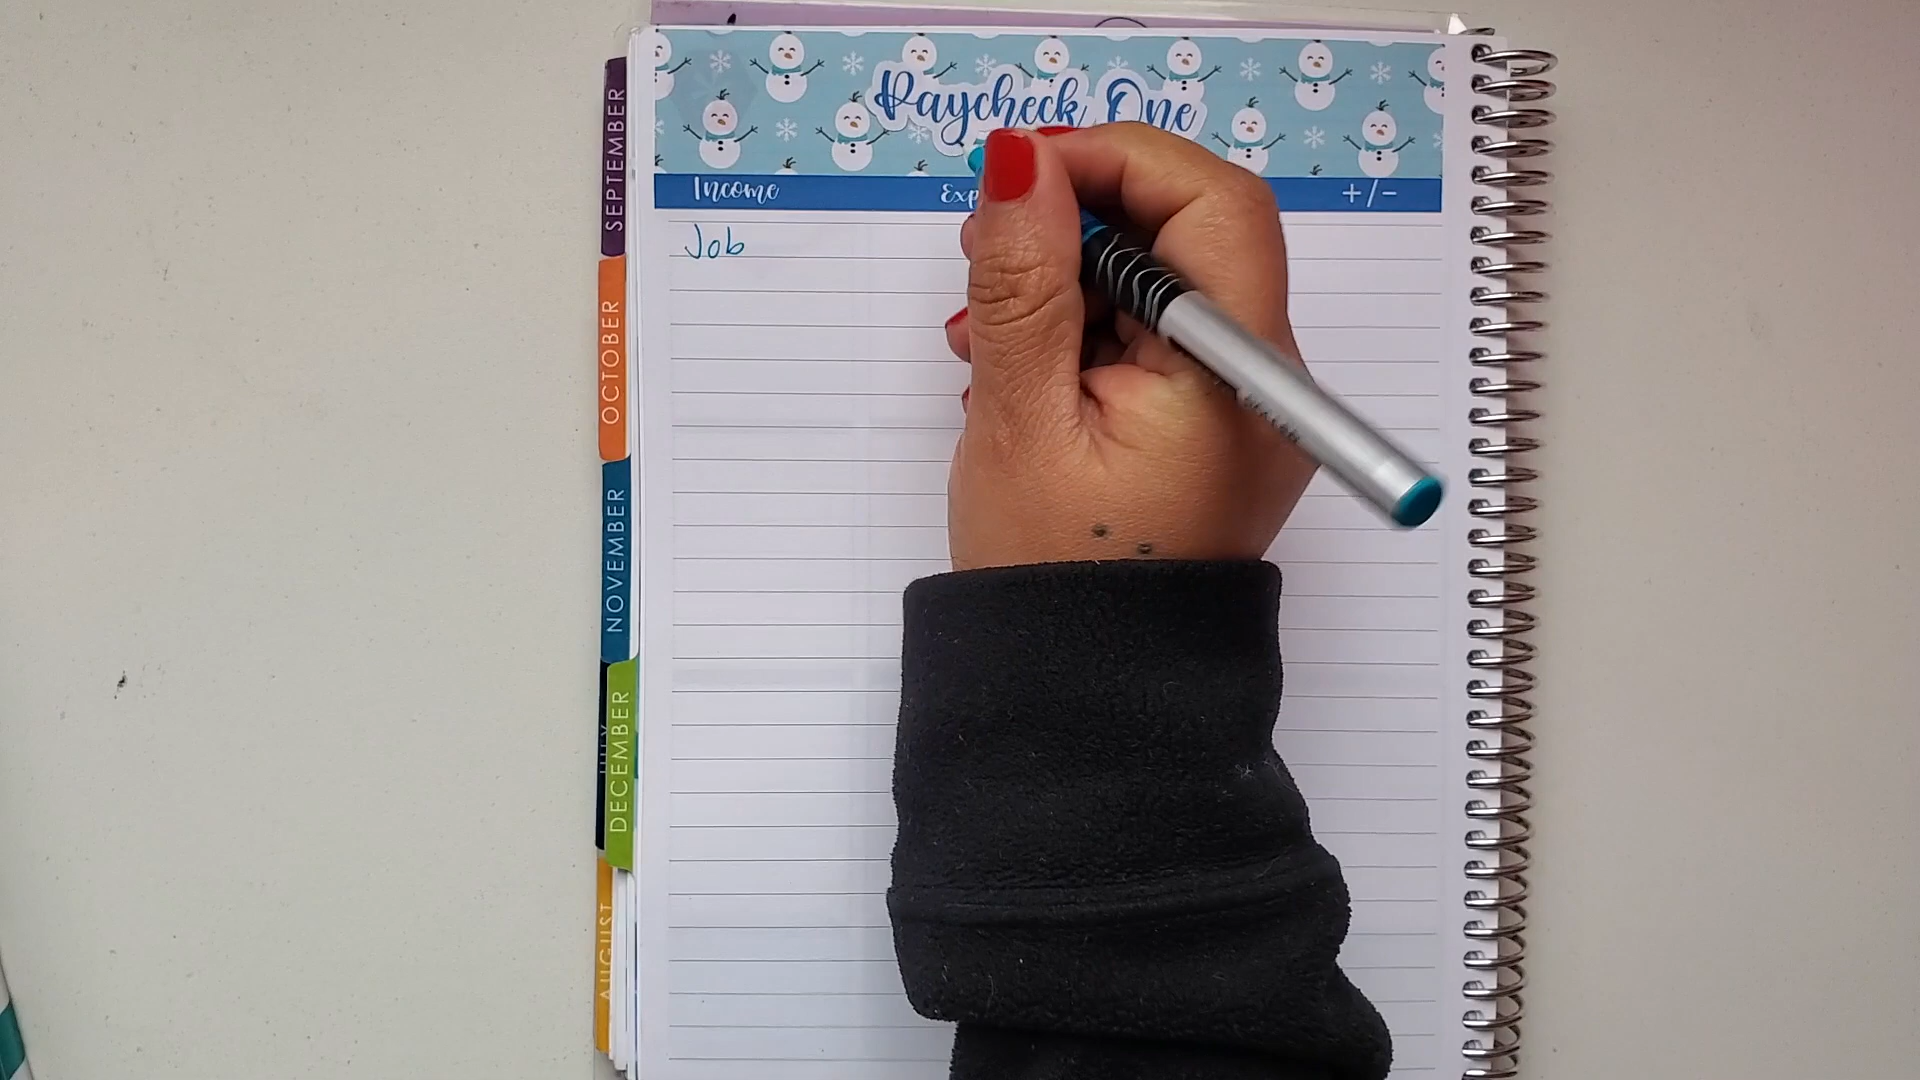 Paycheck One
Income
+/-
Job
SEPTEMBER
OCTOBER
NOVEMBER
DECEMBER
AUGUST